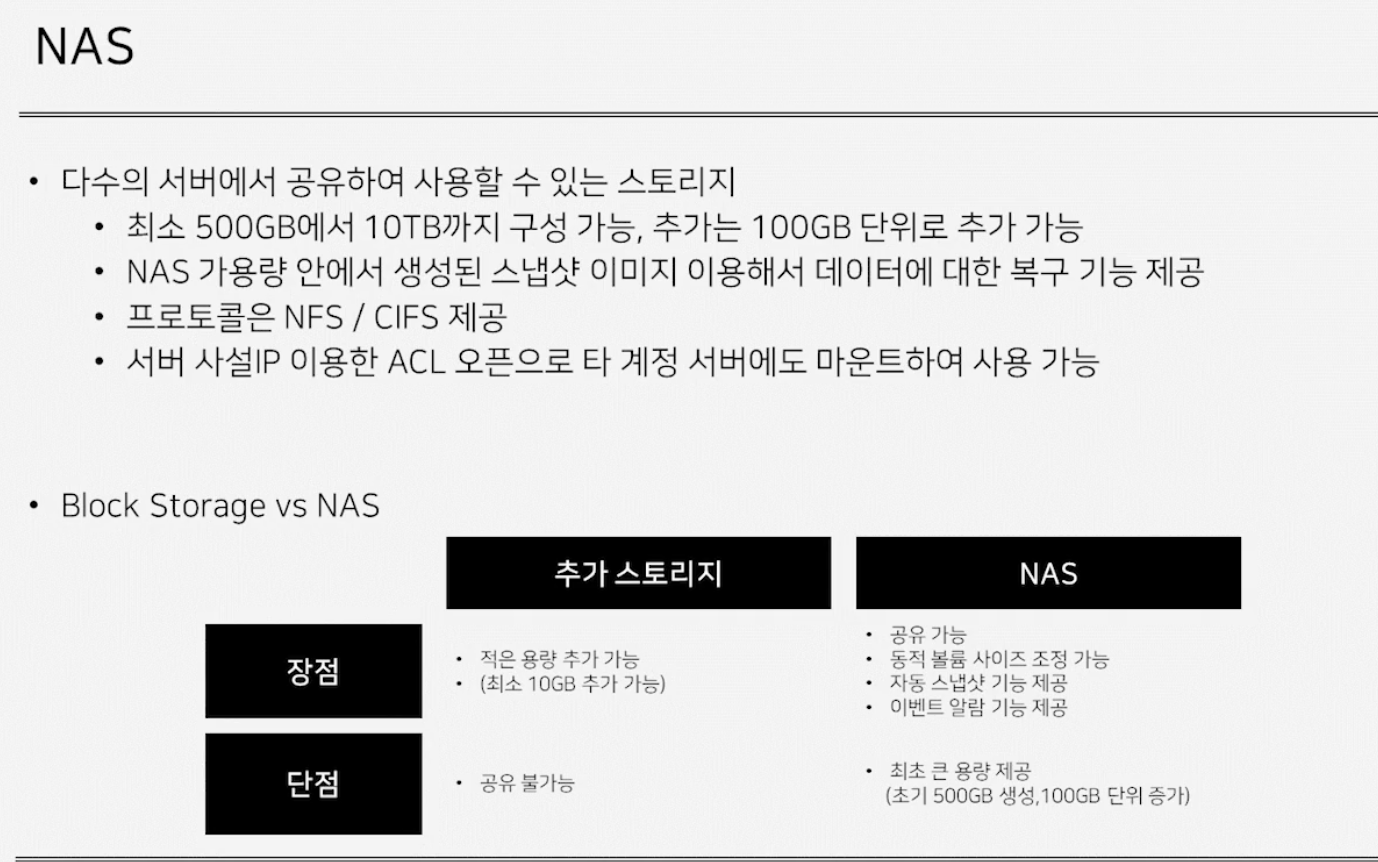 NAS
• 다수의 서버에서 공유하여 사용할 수 있는 스토리지
• 최소 500GB에서 10TB까지 구성 가능, 추가는 100GB 단위로 추가 가능
• NAS 가용량 안에서 생성된 스냅샷 이미지 이용해서 데이터에 대한 복구 기능 제공
• 프로토콜은 NFS / CIFS 제공
• 서버 사설IP 이용한 ACL 오픈으로 타 계정 서버에도 마운트하여 사용 가능
• Block Storage vs NAS
추가 스토리지
NAS
장점
• 적은 용량 추가 가능
• (최소 10GB 추가 가능)
• 공유 가능
• 동적 볼륨 사이즈 조정 가능
• 자동 스냅샷 기능 제공
• 이벤트 알람 기능 제공
단점
• 공유 불가능
• 최초 큰 용량 제공
(초기 500GB 생성,100GB 단위 증가)